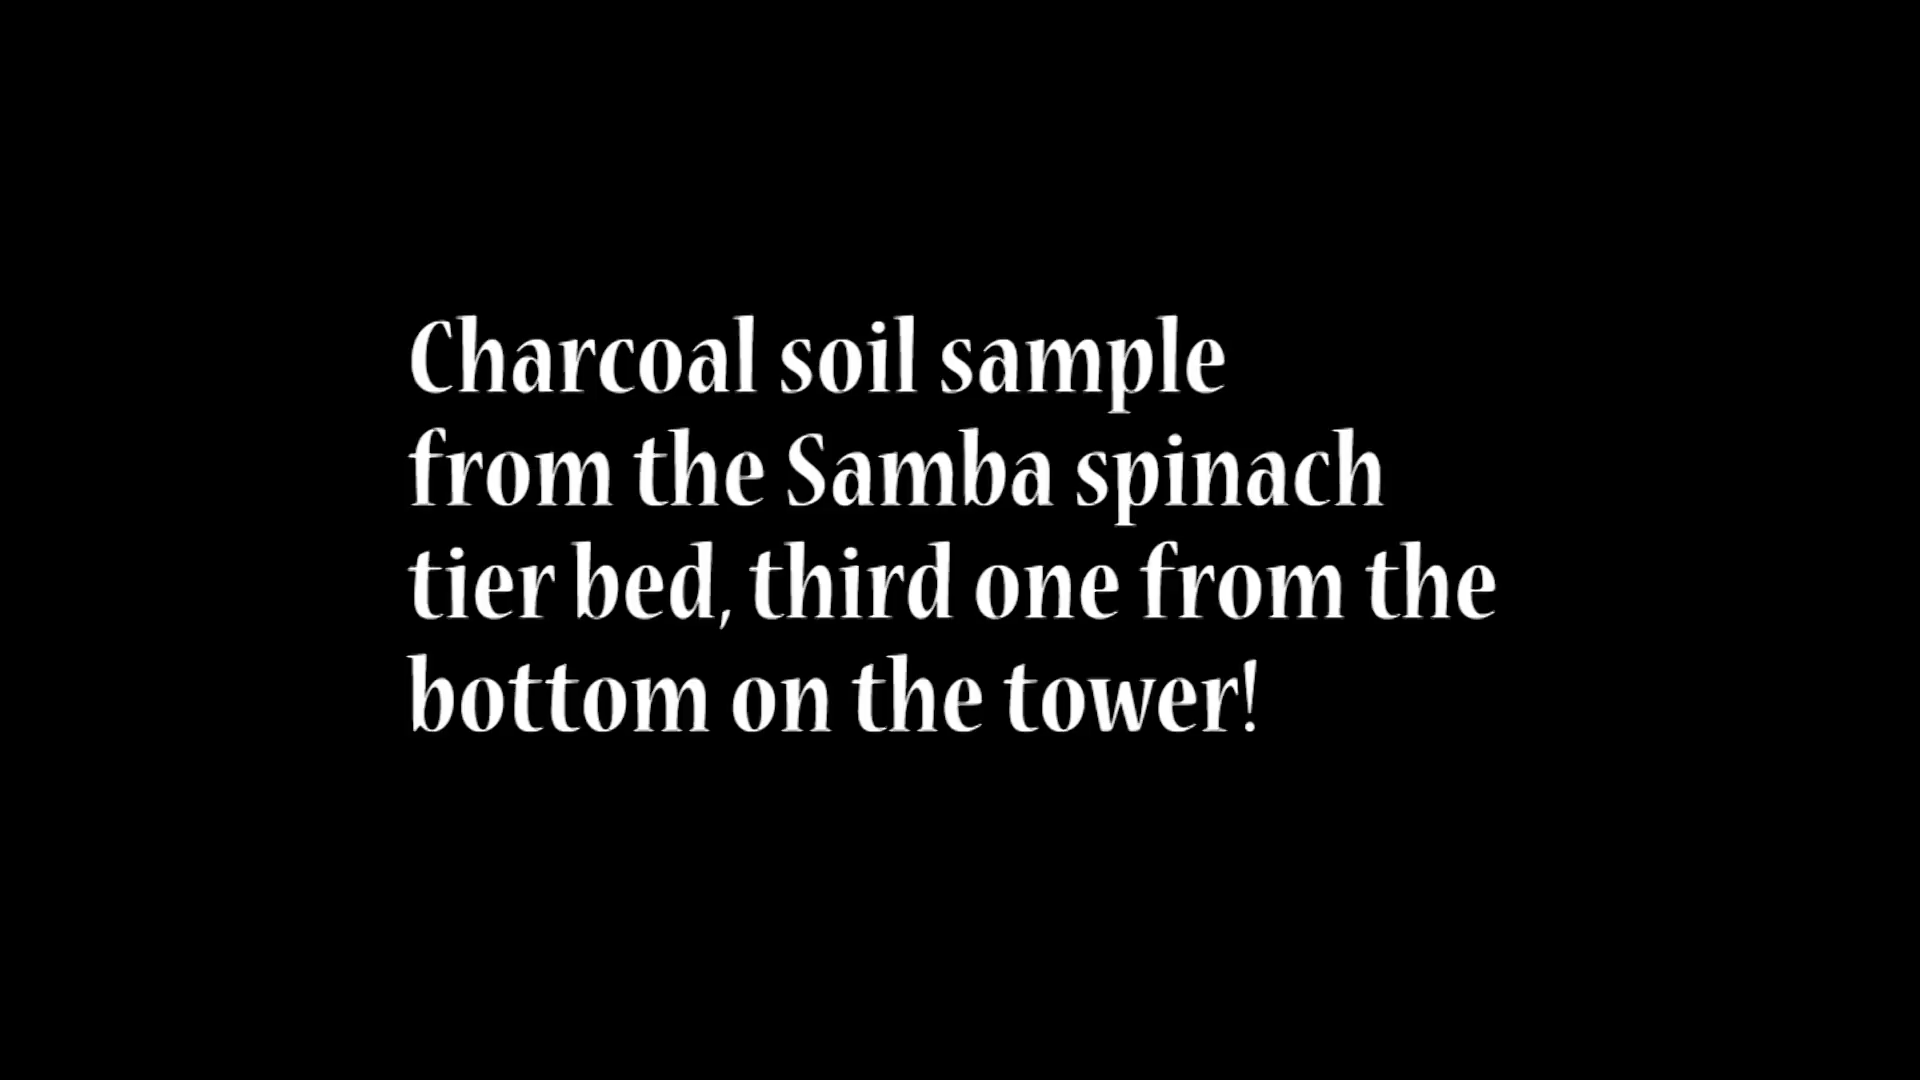 Charcoal soil sample
from the Samba spinach
tier bed, third one from the
bottom on the tower!